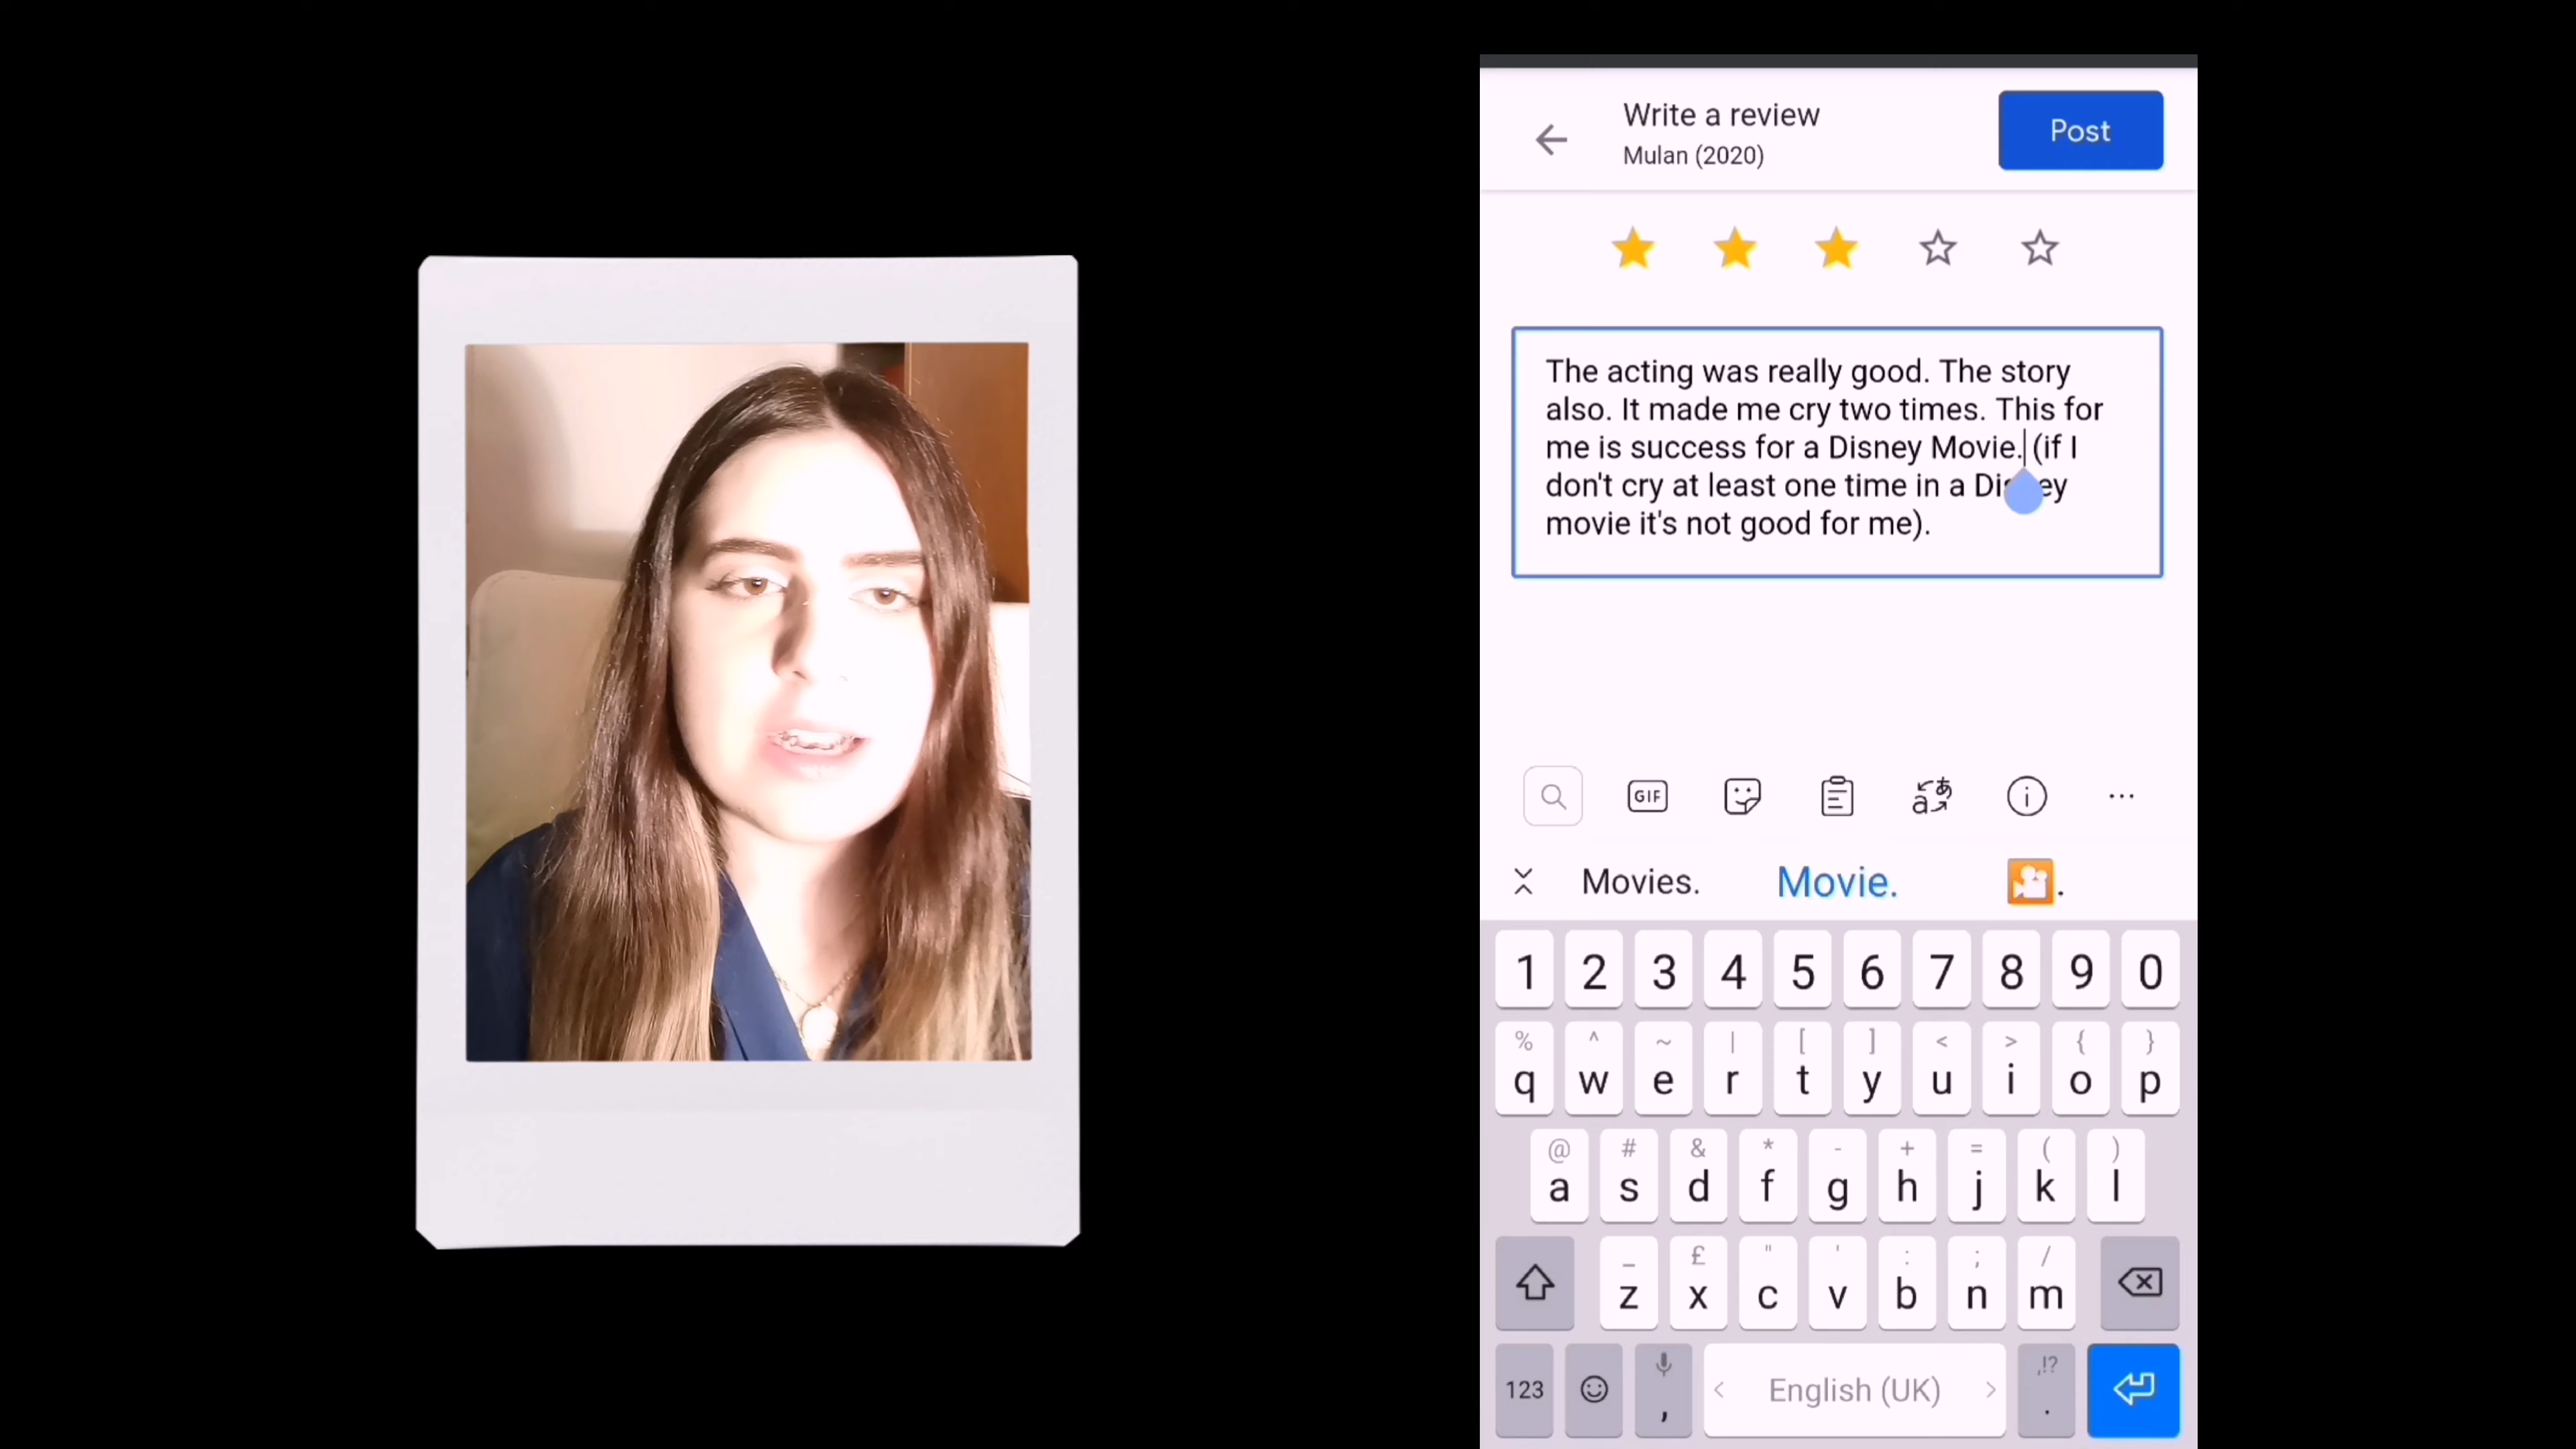 Write a review
Mulan (2020)
Post
The acting was really good. The story
also. It made me cry two times. This for
me is success for a Disney Movie. (if I
don't cry at least one time in a Disney
movie it's not good for me).
GIF
Movies.
Movie.
.
1 2 3 4 5 6 7 8 9 0
% ^ ~ | [ ] < > { }
q w e r t y u i o p
@ # & * - + = ( )
a s d f g h j k l
_ £ " ' : ; /
z x c v b n m
123 , < English (UK) > ,!? .